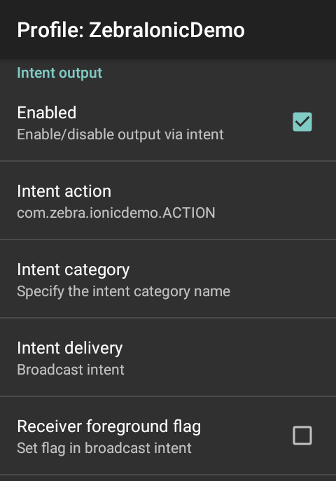 Profile: ZebraIonicDemo
Intent output
Enabled
Enable/disable output via intent
Intent action
com.zebra.ionicdemo.ACTION
Intent category
Specify the intent category name
Intent delivery
Broadcast intent
Receiver foreground flag
Set flag in broadcast intent